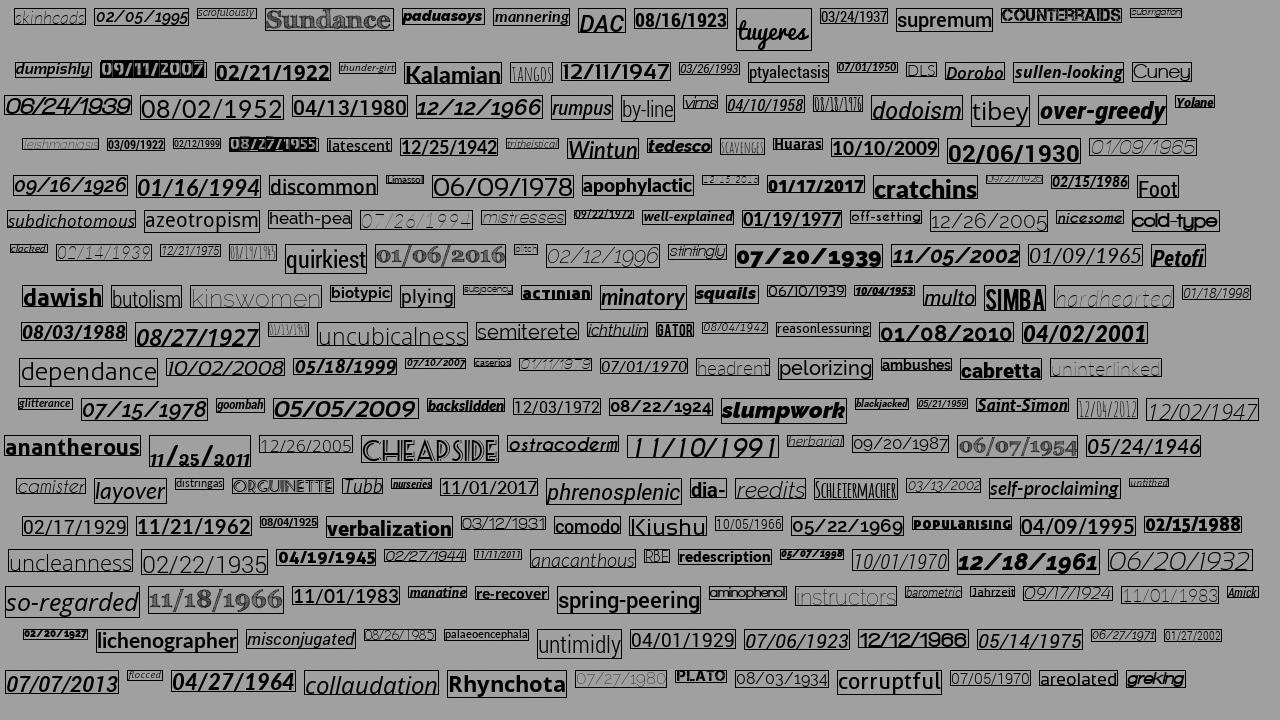 skinheads 02/05/1995 scrofulously Sundance paduasoys mannering DAC 08/16/1923 tuyeres 03/24/1937 supremum COUNTERRAIDS subirrigation
dumpishly 09/11/2007 02/21/1922 thunder-girt Kalamian TANGOS 12/11/1947 03/26/1993 ptyalectasis 07/01/1950 DLS Dorobo sullen-looking Cuney
06/24/1939 08/02/1952 04/13/1980 12/12/1966 rumpus by-line vims 04/10/1958 08/18/1976 dodoism tibey over-greedy Yolane
leishmaniasis 03/09/1922 02/12/1999 08/27/1955 latescent 12/25/1942 tritheistical Wintun tedesco SCAVENGES Huaras 10/10/2009 02/06/1930 01/09/1965
09/16/1926 01/16/1994 discommon Limassol 06/09/1978 apophylactic 12/15/2013 01/17/2017 cratchins 09/27/1926 02/15/1986 Foot
subdichotomous azeotropism heath-pea 07/26/1994 mistresses 09/22/1972 well-explained 01/19/1977 off-setting 12/26/2005 nicesome cold-type
clacked 02/14/1939 12/21/1975 08/19/1945 quirkiest 01/06/2016 pitch 02/12/1996 stintingly 07/20/1939 11/05/2002 01/09/1965 Petofi
dawish butolism kinswomen biotypic plying subjacency actinian minatory squails 06/10/1939 10/04/1953 multo SIMBA hardhearted 01/18/1998
08/03/1988 08/27/1927 01/13/1948 uncubicalness semiterete ichthulin GATOR 08/04/1942 reasonlessuring 01/08/2010 04/02/2001
dependance 10/02/2008 05/18/1999 07/10/2007 caserios 01/11/1979 07/01/1970 headrent pelorizing ambushes cabretta uninterlinked
glitterance 07/15/1978 goombah 05/05/2009 backslidden 12/03/1972 08/22/1924 slumpwork blackjacked 05/21/1959 Saint-Simon 12/04/2012 12/02/1947
anantherous 11/25/2011 12/26/2005 CHEAPSIDE ostracoderm 11/10/1991 herbarial 09/20/1987 06/07/1954 05/24/1946
camister layover distringas ORGUINETTE Tubb nurseries 11/01/2017 phrenosplenic dia- reedits SCHLETERMACHER 03/13/2002 self-proclaiming untithed
02/17/1929 11/21/1962 08/04/1925 verbalization 03/12/1931 comodo Kiushu 10/05/1966 05/22/1969 POPULARISING 04/09/1995 02/15/1988
uncleanness 02/22/1935 04/19/1945 02/27/1944 11/11/2011 anacanthous RBE redescription 05/07/1998 10/01/1970 12/18/1961 06/20/1932
so-regarded 11/18/1966 11/01/1983 manatine re-recover spring-peering aminophenol instructors barometric Jahrzeit 09/17/1924 11/01/1983 Amick
02/20/1927 lichenographer misconjugated 08/26/1985 palaeoencephala untimidly 04/01/1929 07/06/1923 12/12/1966 05/14/1975 06/27/1971 01/27/2002
07/07/2013 flocced 04/27/1964 collaudation Rhynchota 07/27/1980 PLATO 08/03/1934 corruptful 07/05/1970 areolated greking